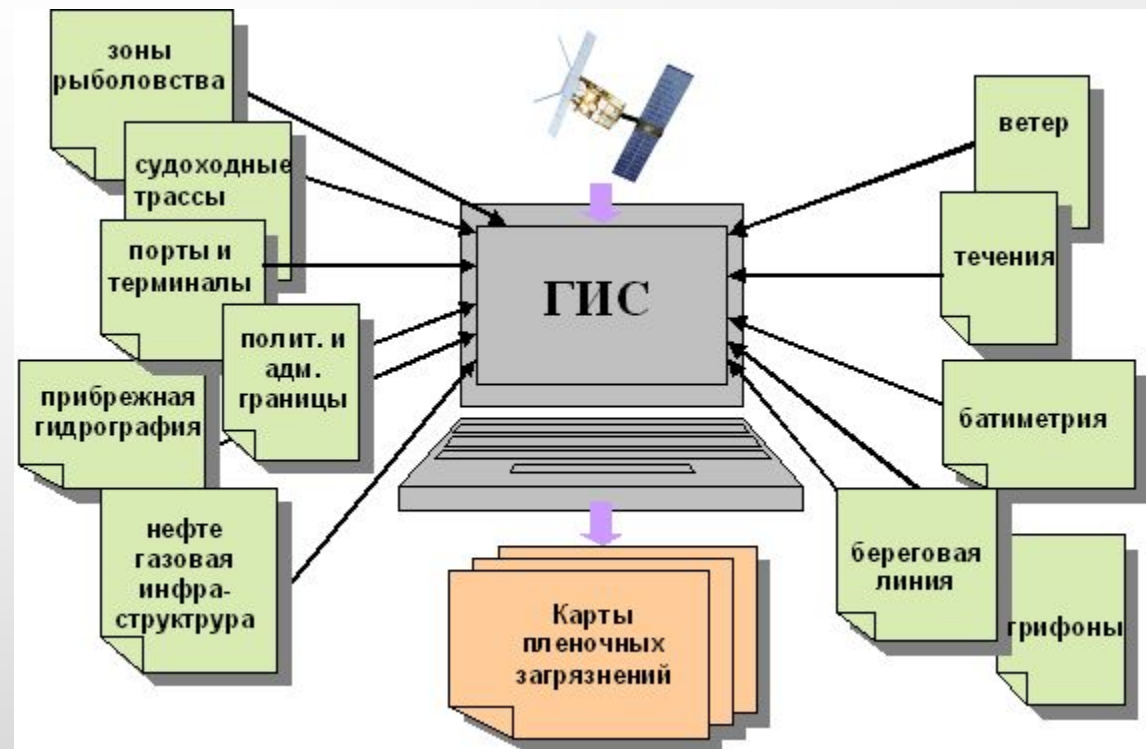 зоны
рыболовства
судоходные
трассы
порты и
терминалы
полит. и
адм.
границы
прибрежная
гидрография
нефте
газовая
инфра-
структрура
ГИС
Карты
пленочных
загрязнений
ветер
течения
батиметрия
береговая
линия
грифоны